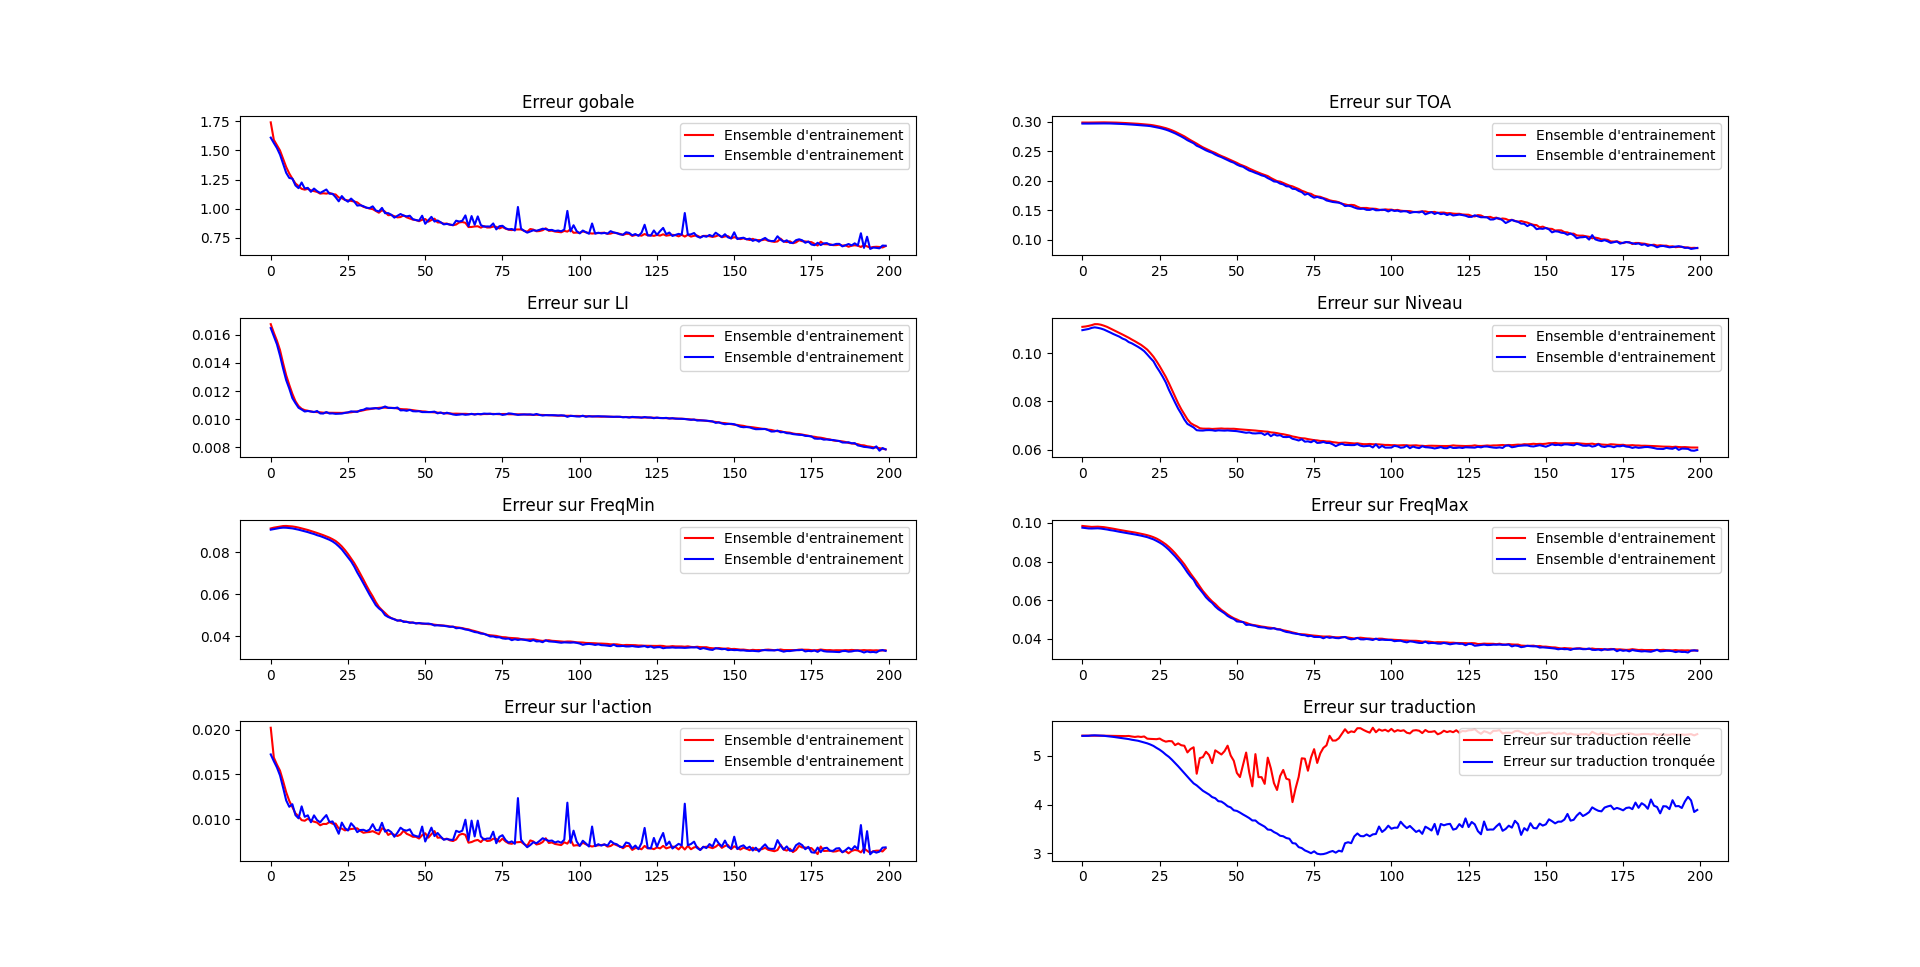 Erreur gobale
1.75
1.50
1.25
1.00
0.75
Ensemble d'entrainement
Ensemble d'entrainement
0 25 50 75 100 125 150 175 200
Erreur sur TOA
0.30
0.25
0.20
0.15
0.10
Ensemble d'entrainement
Ensemble d'entrainement
0 25 50 75 100 125 150 175 200
Erreur sur LI
0.016
0.014
0.012
0.010
0.008
Ensemble d'entrainement
Ensemble d'entrainement
0 25 50 75 100 125 150 175 200
Erreur sur Niveau
0.10
0.08
0.06
Ensemble d'entrainement
Ensemble d'entrainement
0 25 50 75 100 125 150 175 200
Erreur sur FreqMin
0.08
0.06
0.04
Ensemble d'entrainement
Ensemble d'entrainement
0 25 50 75 100 125 150 175 200
Erreur sur FreqMax
0.10
0.08
0.06
0.04
Ensemble d'entrainement
Ensemble d'entrainement
0 25 50 75 100 125 150 175 200
Erreur sur l'action
0.020
0.015
0.010
Ensemble d'entrainement
Ensemble d'entrainement
0 25 50 75 100 125 150 175 200
Erreur sur traduction
5
4
3
Erreur sur traduction réelle
Erreur sur traduction tronquée
0 25 50 75 100 125 150 175 200